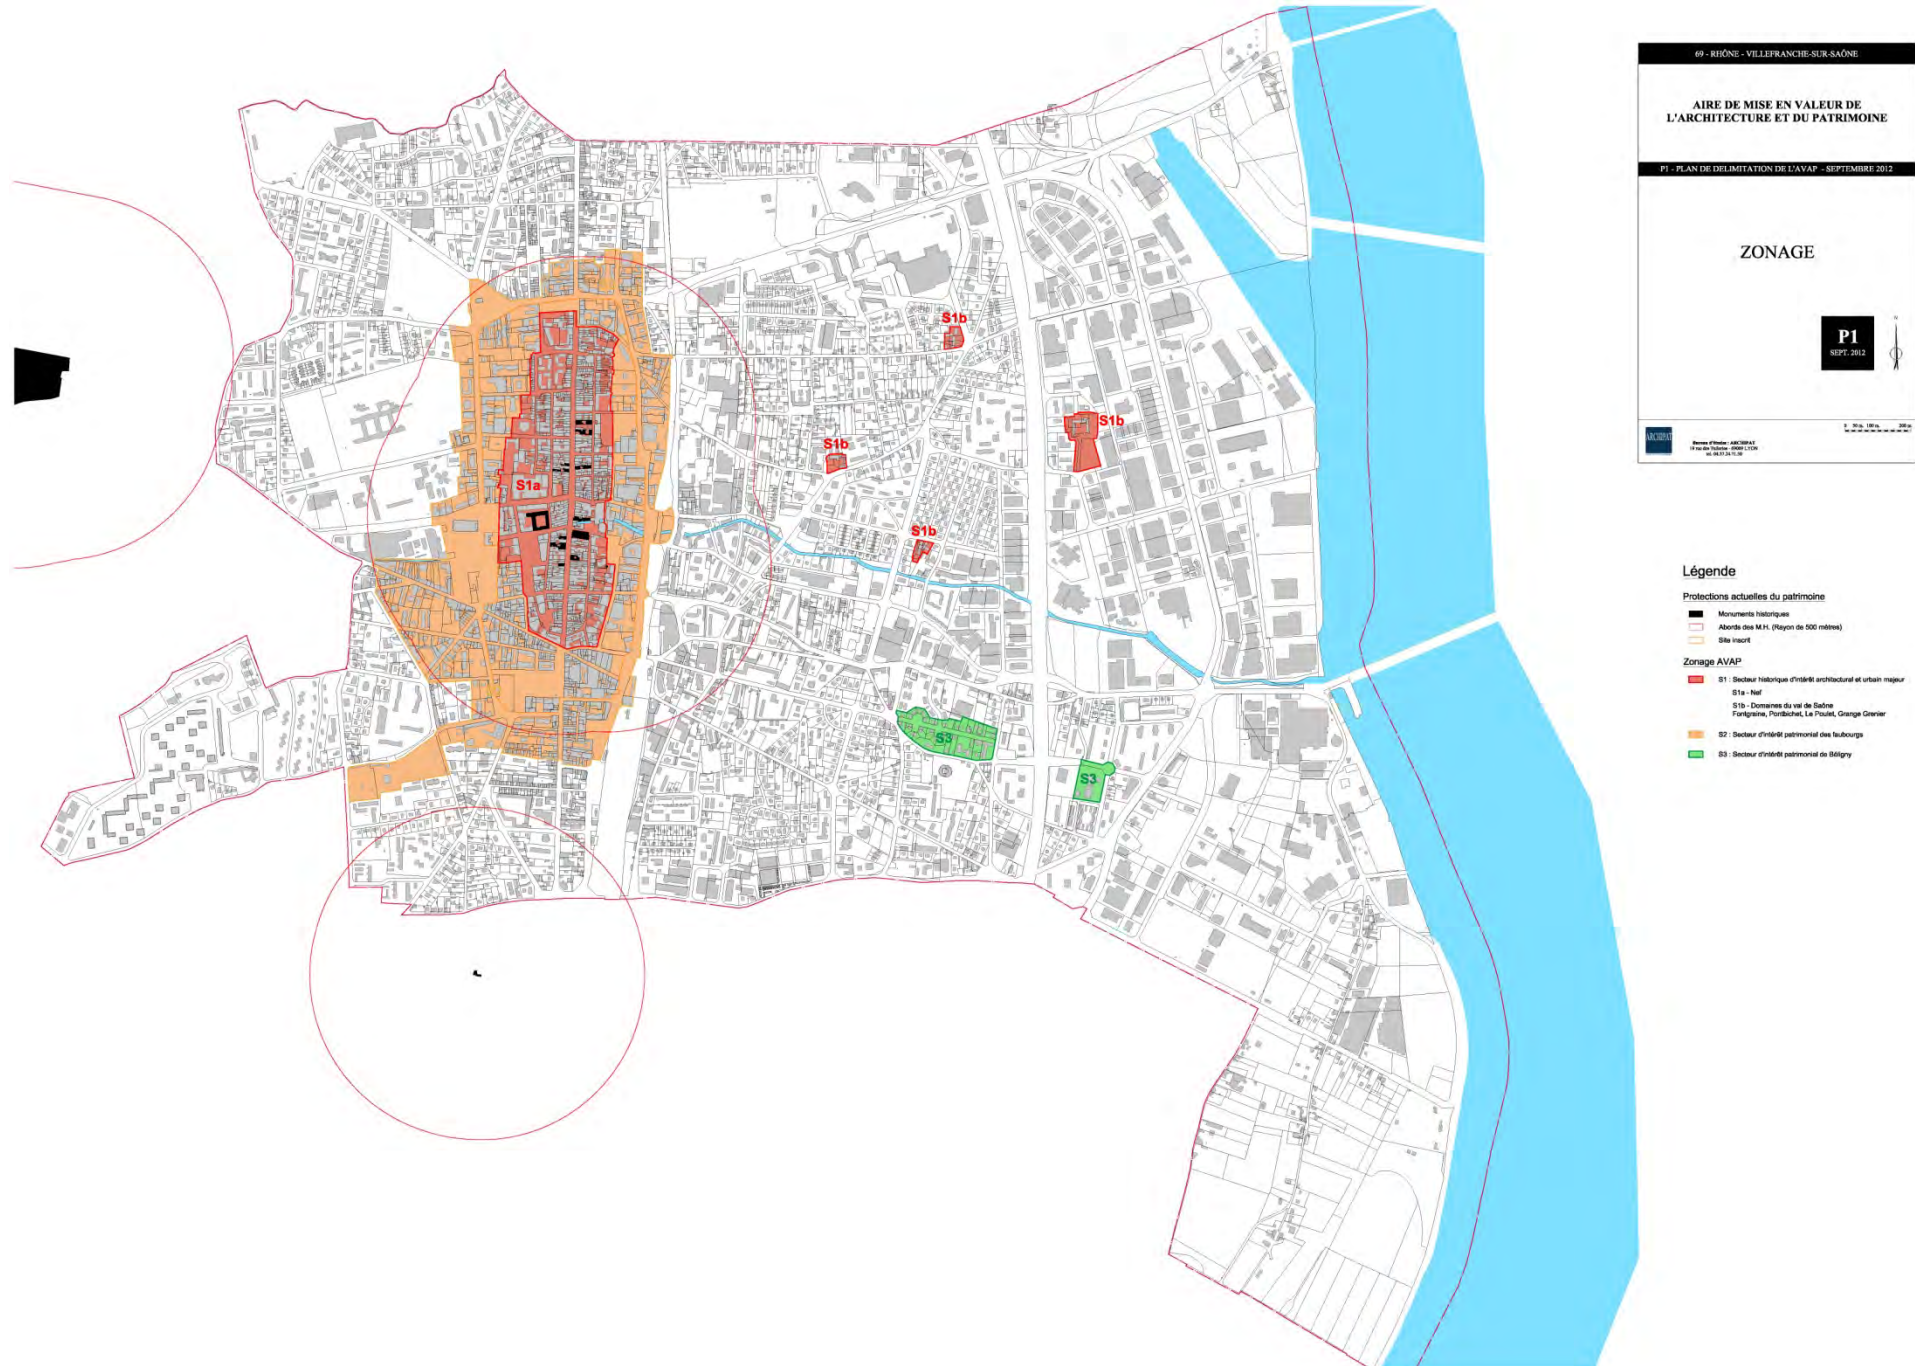 69 - RHÔNE - VILLEFRANCHE-SUR-SAÔNE
AIRE DE MISE EN VALEUR DE
L'ARCHITECTURE ET DU PATRIMOINE
P1 - PLAN DE DELIMITATION DE L'AVAP - SEPTEMBRE 2012
ZONAGE
P1
SEPT. 2012
N
ARCHIPAT
Légende
Protections actuelles du patrimoine
Monuments historiques
Abords des M.H. (Rayon de 500 mètres)
Site inscrit
Zonage AVAP
S1 : Secteur historique d'intérêt architectural et urbain majeur
S1a - Nef
S1b - Domaines du val de Saône
Fontgraine, Pontbichet, Le Poulet, Grange Grenier
S2 : Secteur d'intérêt patrimonial des faubourgs
S3 : Secteur d'intérêt patrimonial de Béligny
S1b
S1b
S1b
S1a
S1b
S3
S3